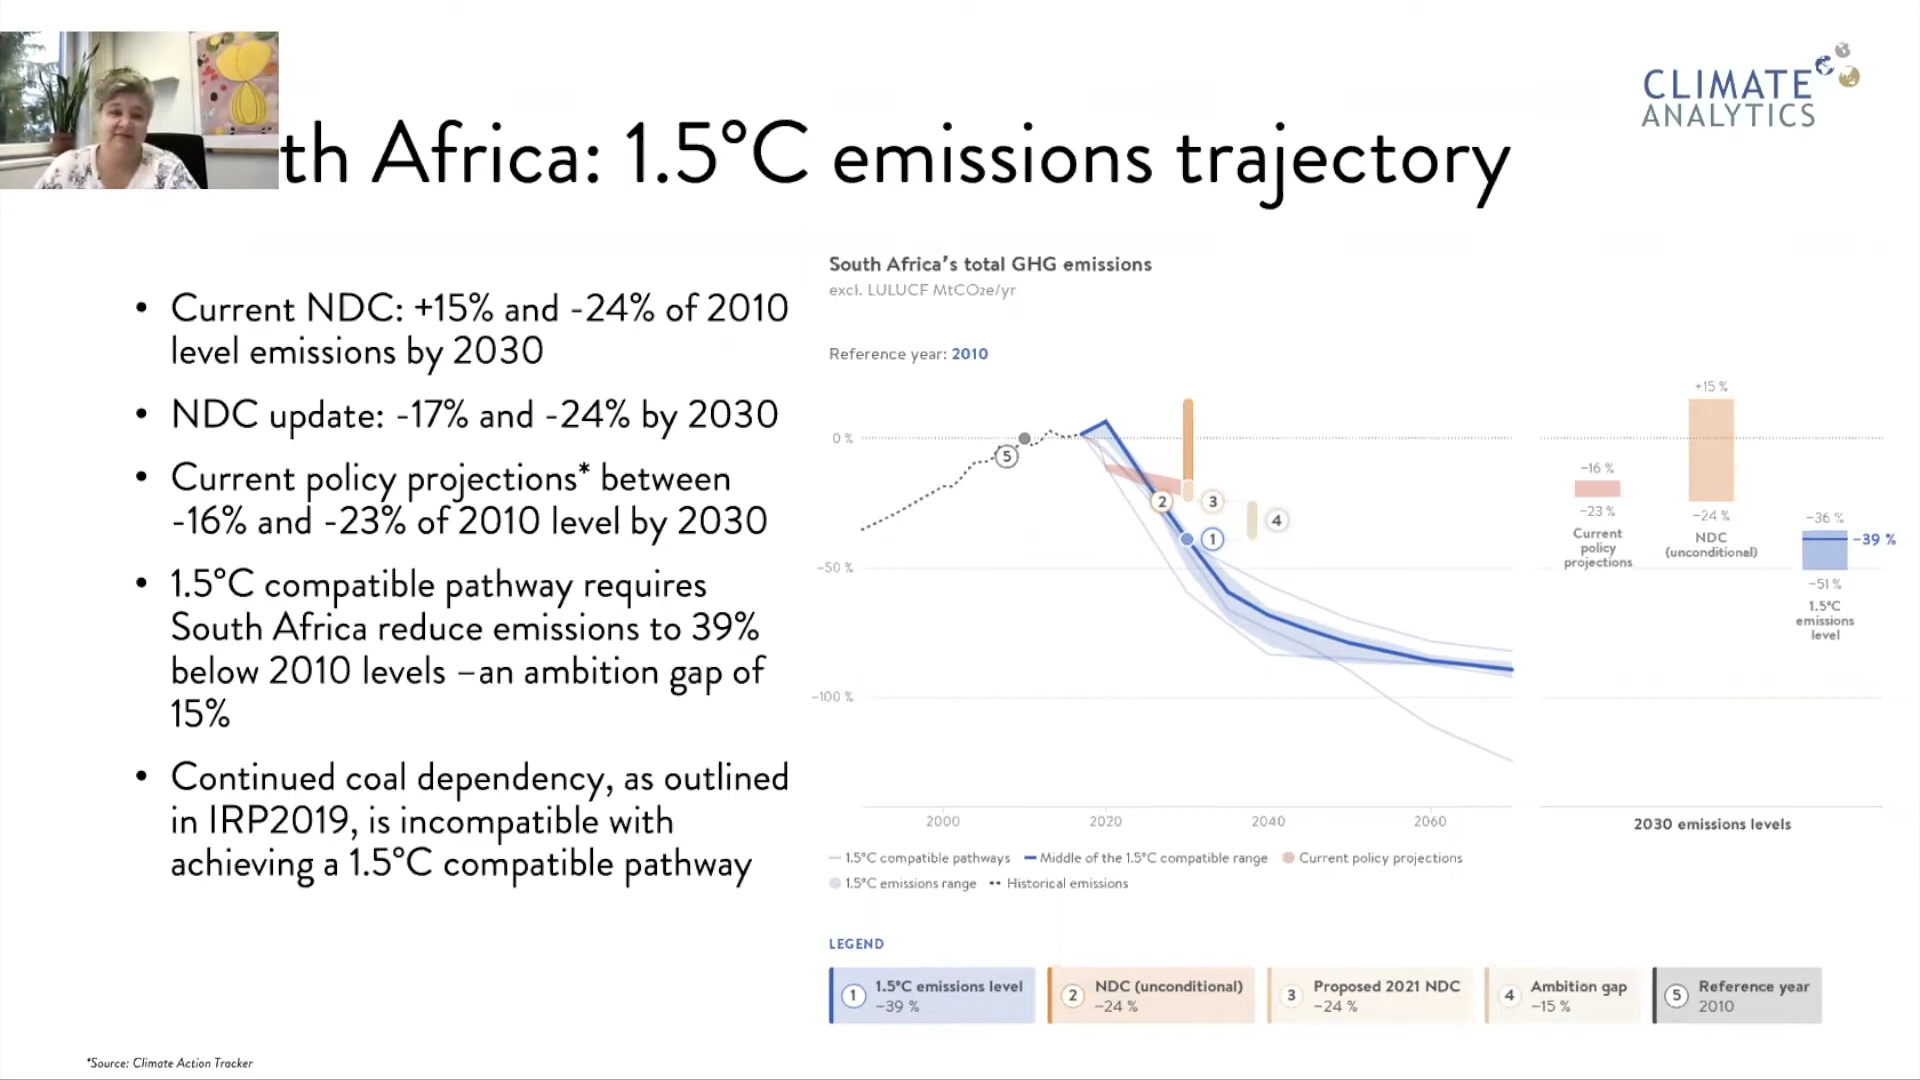 CLIMATE
ANALYTICS
th Africa: 1.5°C emissions trajectory
• Current NDC: +15% and -24% of 2010
level emissions by 2030
• NDC update: -17% and -24% by 2030
• Current policy projections* between
-16% and -23% of 2010 level by 2030
• 1.5°C compatible pathway requires
South Africa reduce emissions to 39%
below 2010 levels –an ambition gap of
15%
• Continued coal dependency, as outlined
in IRP2019, is incompatible with
achieving a 1.5°C compatible pathway
*Source: Climate Action Tracker
South Africa's total GHG emissions
excl. LULUCF MtCO₂e/yr
Reference year: 2010
0 %
−50 %
−100 %
5
2
3
4
1
2000
2020
2040
2060
+15 %
−16 %
−23 %
Current
policy
projections
−24 %
NDC
(unconditional)
−36 %
−39 %
−51 %
1.5°C
emissions
level
2030 emissions levels
1.5°C compatible pathways
Middle of the 1.5°C compatible range
Current policy projections
1.5°C emissions range
Historical emissions
LEGEND
1 1.5°C emissions level
−39 %
2 NDC (unconditional)
−24 %
3 Proposed 2021 NDC
−24 %
4 Ambition gap
−15 %
5 Reference year
2010